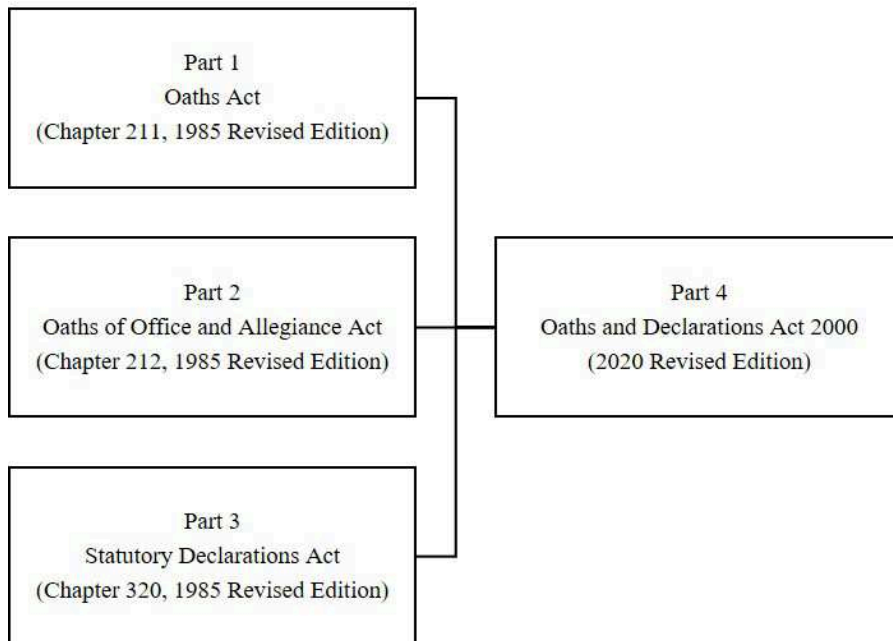 Part 1
Oaths Act
(Chapter 211, 1985 Revised Edition)
Part 2
Oaths of Office and Allegiance Act
(Chapter 212, 1985 Revised Edition)
Part 3
Statutory Declarations Act
(Chapter 320, 1985 Revised Edition)
Part 4
Oaths and Declarations Act 2000
(2020 Revised Edition)